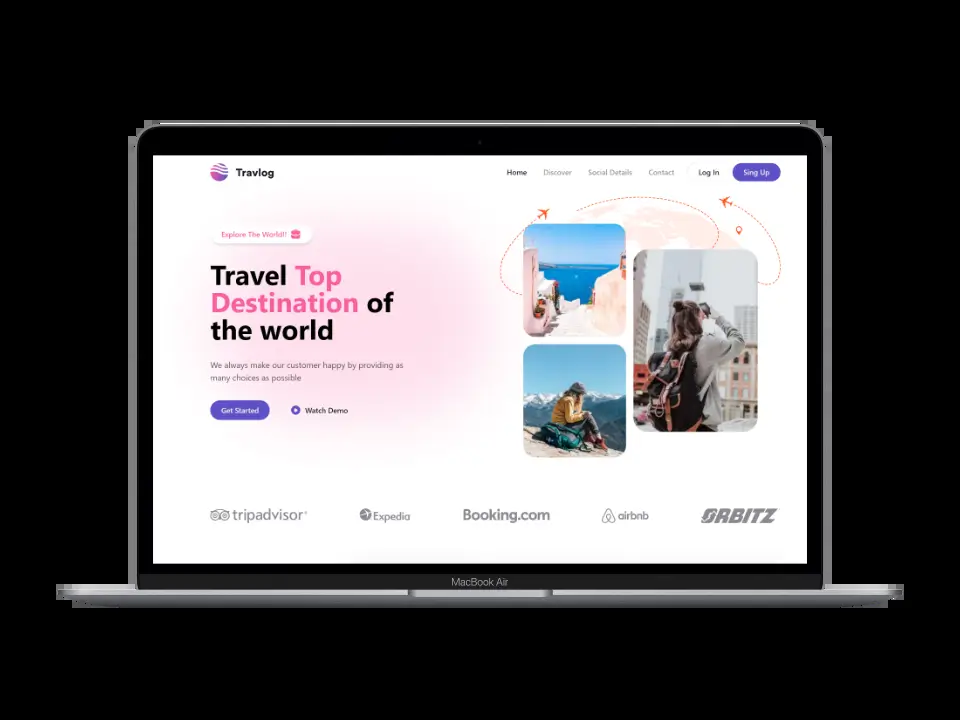 Travlog
Home
Discover
Social Details
Contact
Log In
Sing Up
Explore The World!!
Travel Top
Destination of
the world
We always make our customer happy by providing as
many choices as possible
Get Started
Watch Demo
tripadvisor®
Expedia
Booking.com
airbnb
ORBITZ
MacBook Air